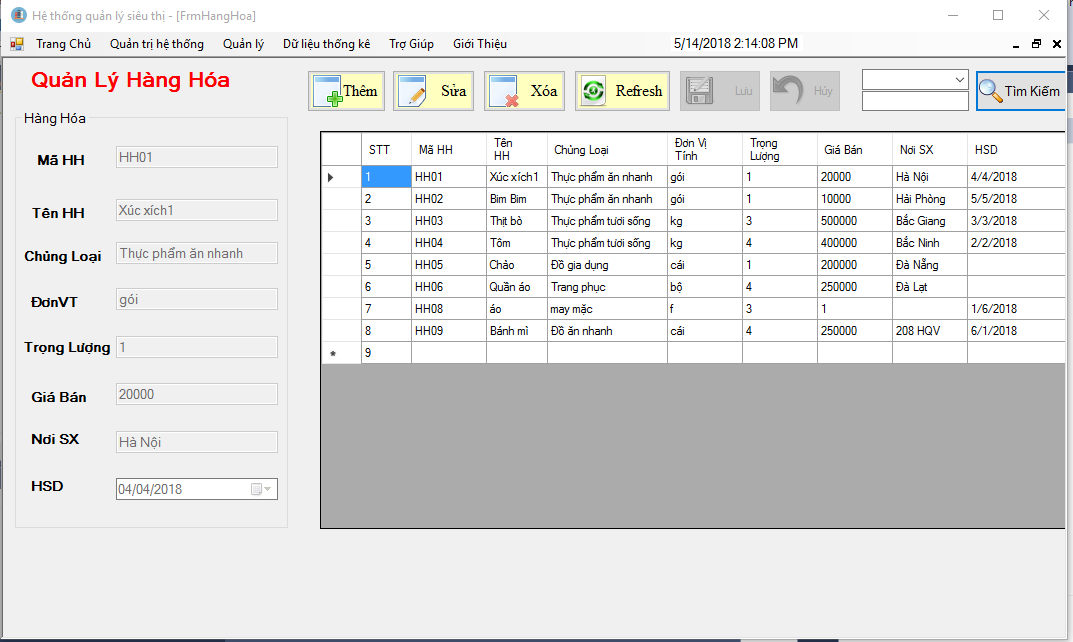 Hệ thống quản lý siêu thị - [FrmHangHoa]
Trang Chủ Quản trị hệ thống Quản lý Dữ liệu thống kê Trợ Giúp Giới Thiệu 5/14/2018 2:14:08 PM
Quản Lý Hàng Hóa
Thêm Sửa Xóa Refresh Lưu Hủy Tìm Kiếm
Hàng Hóa
Mã HH HH01
Tên HH Xúc xích1
Chủng Loại Thực phẩm ăn nhanh
ĐơnVT gói
Trọng Lượng 1
Giá Bán 20000
Nơi SX Hà Nội
HSD 04/04/2018
STT Mã HH Tên HH Chủng Loại Đơn Vị Tính Trọng Lượng Giá Bán Nơi SX HSD
1 HH01 Xúc xích1 Thực phẩm ăn nhanh gói 1 20000 Hà Nội 4/4/2018
2 HH02 Bim Bim Thực phẩm ăn nhanh gói 1 10000 Hải Phòng 5/5/2018
3 HH03 Thịt bò Thực phẩm tươi sống kg 3 500000 Bắc Giang 3/3/2018
4 HH04 Tôm Thực phẩm tươi sống kg 4 400000 Bắc Ninh 2/2/2018
5 HH05 Chảo Đồ gia dụng cái 1 200000 Đà Nẵng
6 HH06 Quần áo Trang phục bộ 4 250000 Đà Lạt
7 HH08 áo may mặc f 3 1 1/6/2018
8 HH09 Bánh mì Đồ ăn nhanh cái 4 250000 208 HQV 6/1/2018
* 9